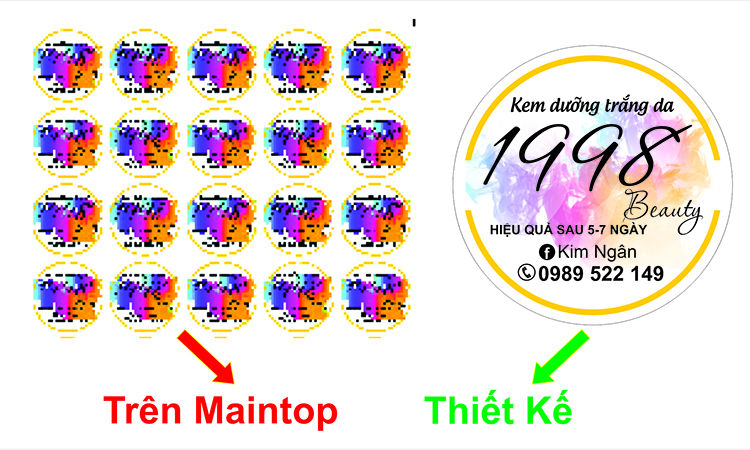 Kem dưỡng trắng da
1998
Beauty
HIỆU QUẢ SAU 5-7 NGÀY
Kim Ngân
0989 522 149
Trên Maintop
Thiết Kế